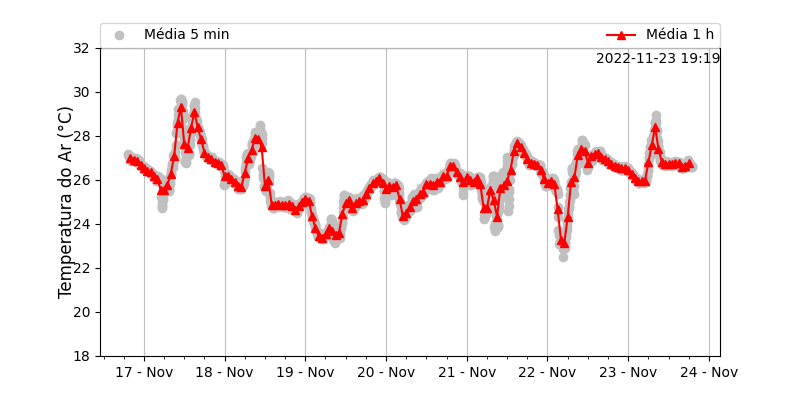 Média 5 min
Média 1 h
2022-11-23 19:19
Temperatura do Ar (°C)
32
30
28
26
24
22
20
18
17 - Nov
18 - Nov
19 - Nov
20 - Nov
21 - Nov
22 - Nov
23 - Nov
24 - Nov